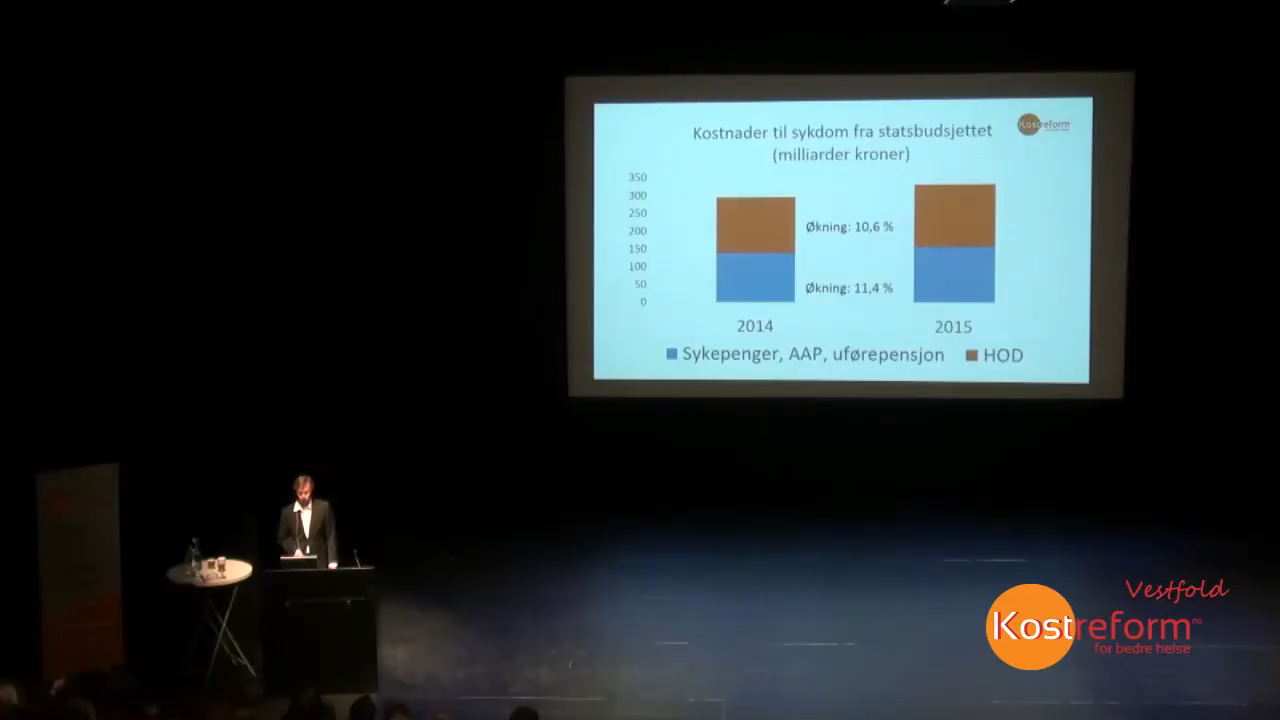 Kostnader til sykdom fra statsbudsjettet
(milliarder kroner)
Kostreform
350
300
250
200
150
100
50
0
Økning: 10,6 %
Økning: 11,4 %
2014
2015
Sykepenger, AAP, uførepensjon
HOD
Vestfold
Kostreform.no
for bedre helse